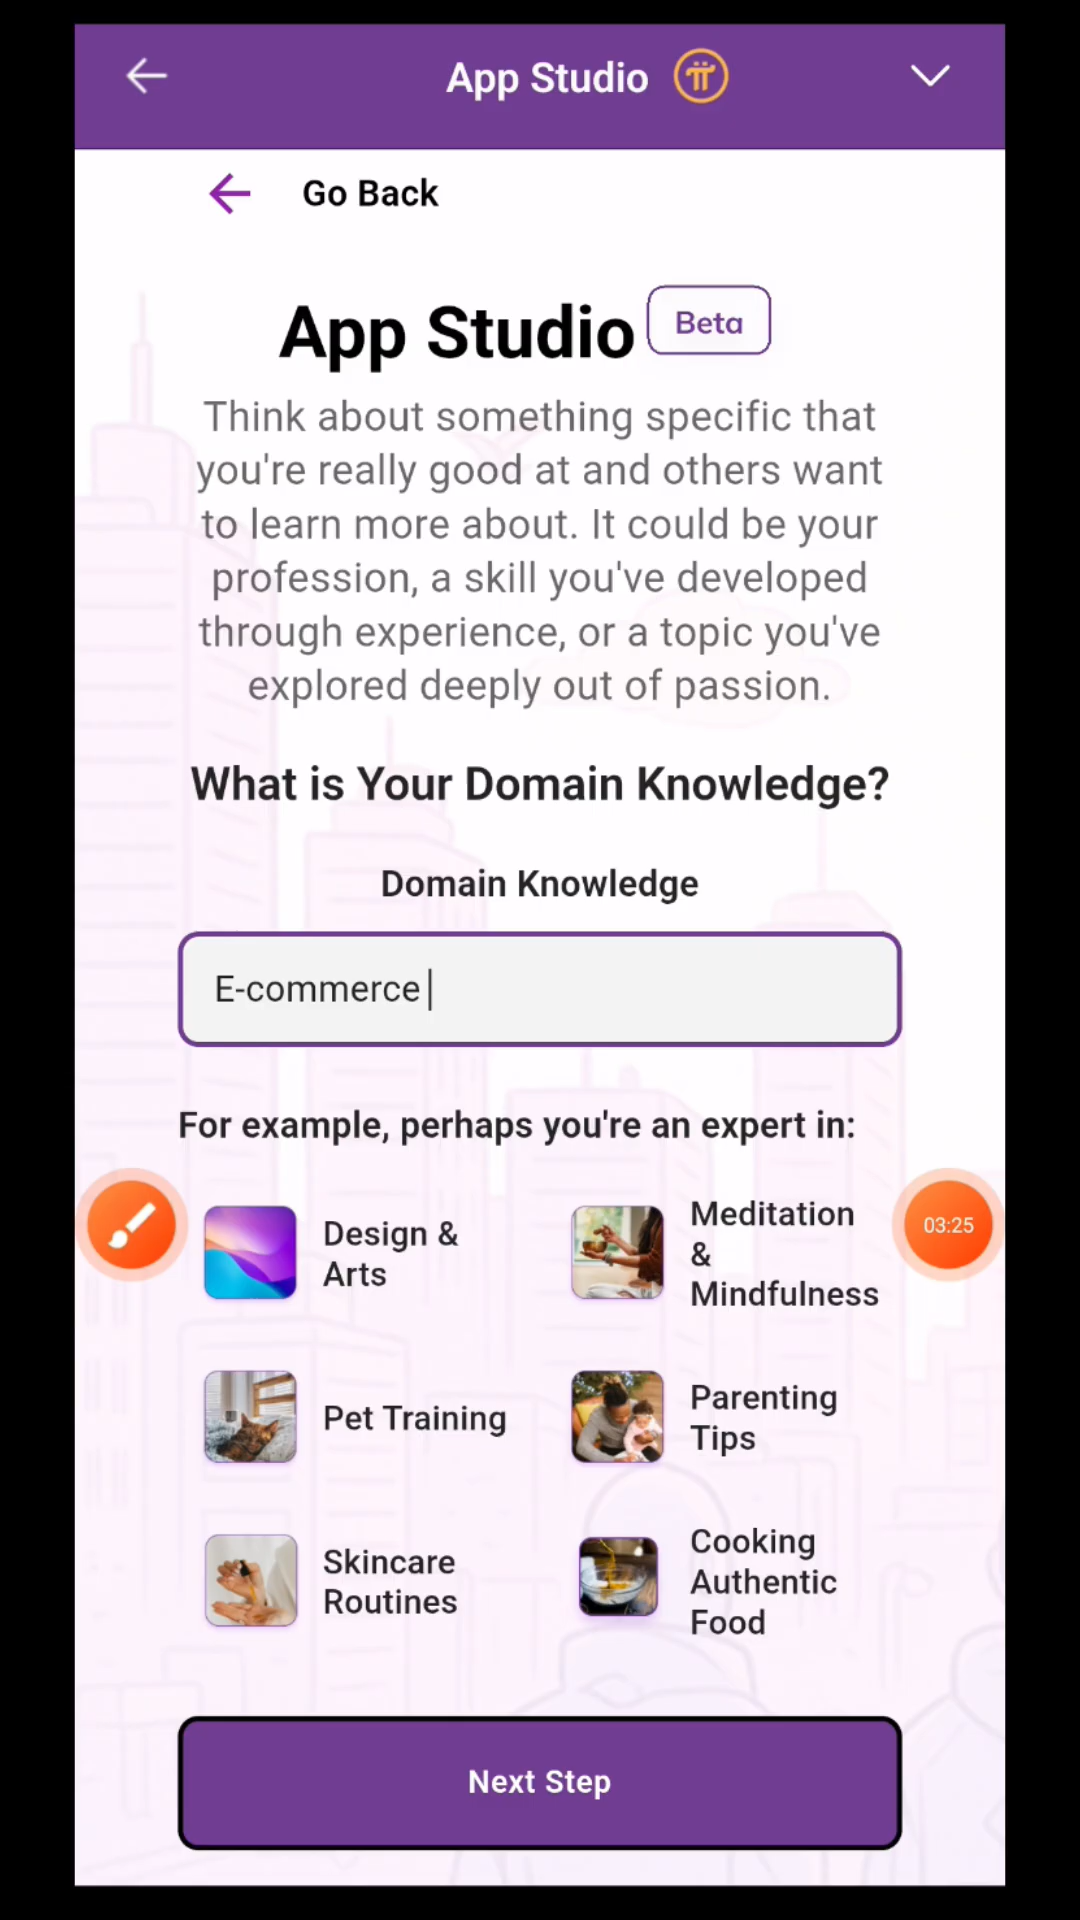 App Studio
Go Back
App Studio Beta
Think about something specific that
you're really good at and others want
to learn more about. It could be your
profession, a skill you've developed
through experience, or a topic you've
explored deeply out of passion.
What is Your Domain Knowledge?
Domain Knowledge
E-commerce
For example, perhaps you're an expert in:
Design &
Arts
Meditation
&
Mindfulness
03:25
Pet Training
Parenting
Tips
Skincare
Routines
Cooking
Authentic
Food
Next Step